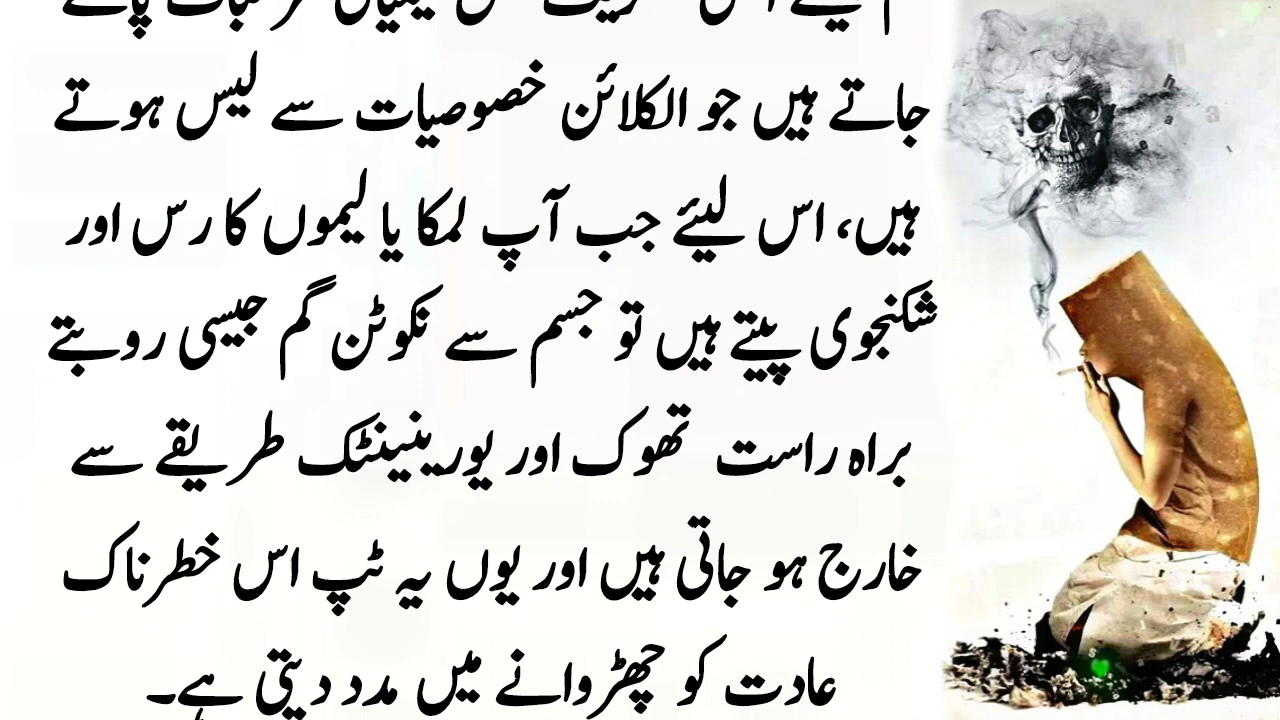 جاتے ہیں جو الکلائن خصوصیات سے لیس ہوتے
ہیں، اس لیئے جب آپ لمکا یا لیموں کا رس اور
شکنجوی پیتے ہیں تو جسم سے نکوٹن گم جیسی روبتے
براہ راست تھوک اور یورینینٹک طریقے سے
خارج ہو جاتی ہیں اور یوں یہ ٹپ اس خطرناک
عادت کو چھڑوانے میں مدد دیتی ہے۔